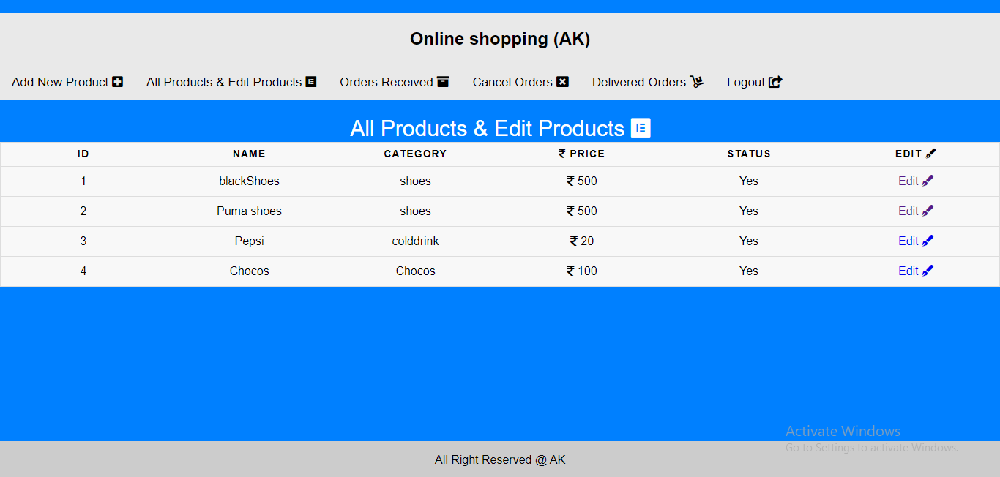 Online shopping (AK)
Add New Product All Products & Edit Products Orders Received Cancel Orders Delivered Orders Logout
All Products & Edit Products
ID NAME CATEGORY ₹ PRICE STATUS EDIT
1 blackShoes shoes ₹ 500 Yes Edit
2 Puma shoes shoes ₹ 500 Yes Edit
3 Pepsi colddrink ₹ 20 Yes Edit
4 Chocos Chocos ₹ 100 Yes Edit
Activate Windows
Go to Settings to activate Windows.
All Right Reserved @ AK